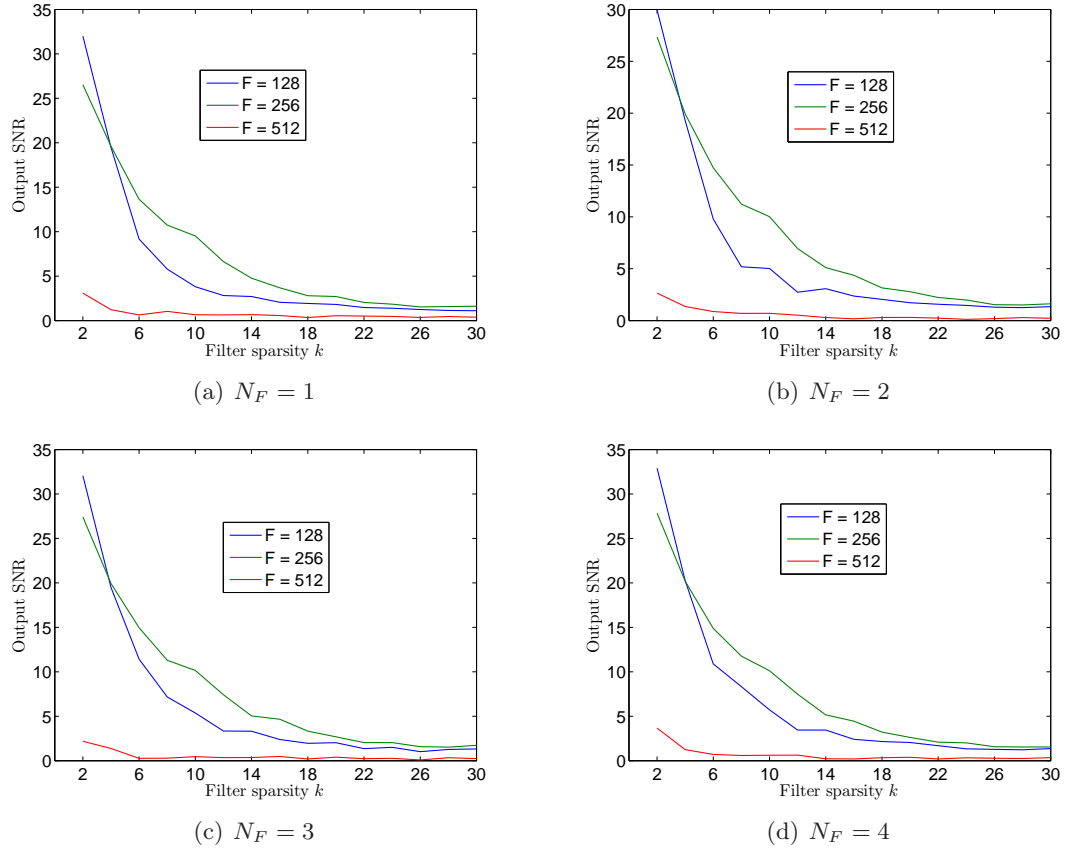 35
30
25
20
15
10
5
0
Output SNR
F = 128
F = 256
F = 512
2 6 10 14 18 22 26 30
Filter sparsity k
(a) N_F = 1
30
25
20
15
10
5
0
Output SNR
F = 128
F = 256
F = 512
2 6 10 14 18 22 26 30
Filter sparsity k
(b) N_F = 2
35
30
25
20
15
10
5
0
Output SNR
F = 128
F = 256
F = 512
2 6 10 14 18 22 26 30
Filter sparsity k
(c) N_F = 3
35
30
25
20
15
10
5
0
Output SNR
F = 128
F = 256
F = 512
2 6 10 14 18 22 26 30
Filter sparsity k
(d) N_F = 4